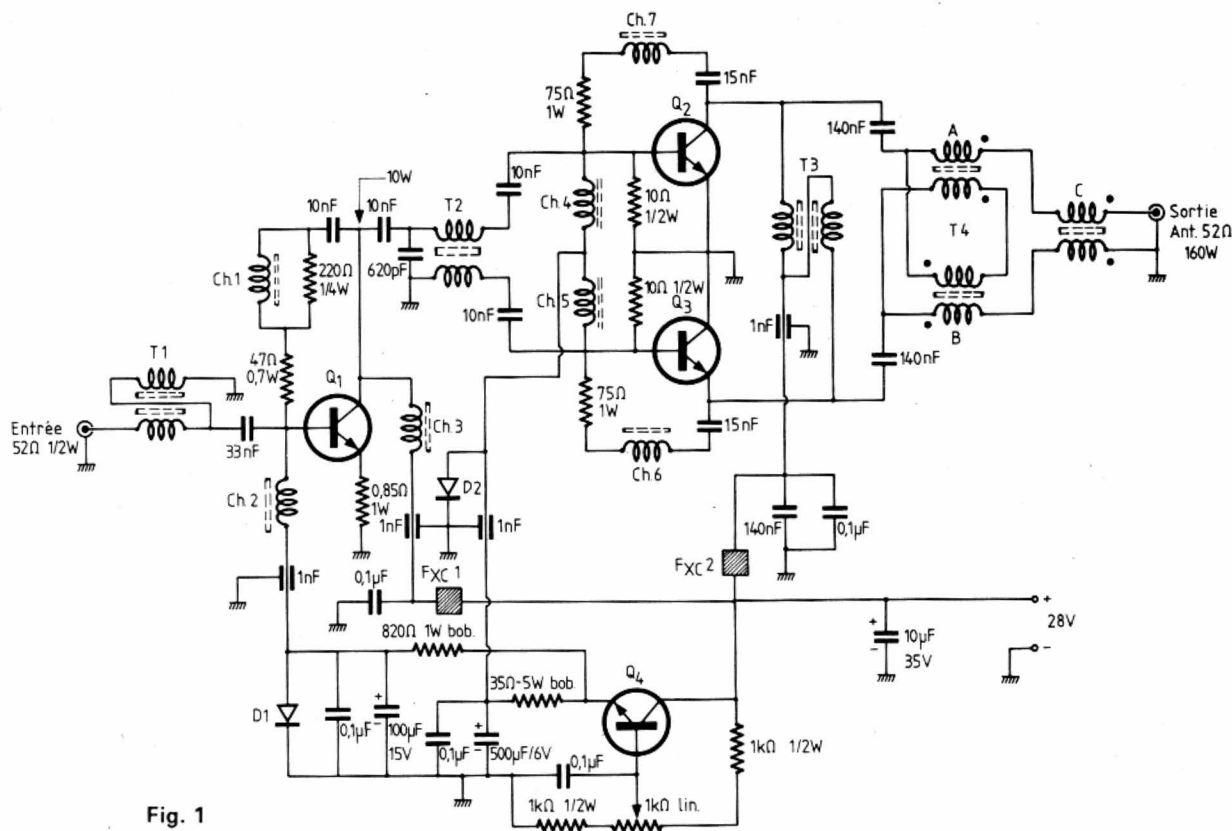 Ch.7
15nF
75Ω
1W
Q2
140nF
A
T3
10nF
10W
10nF
10nF
T2
Ch.4
10Ω
1/2W
C
Sortie
Ant. 52Ω
160W
T4
Ch.1
220Ω
1/4W
620pF
Ch.5
10Ω 1/2W
Q3
1nF
B
10nF
140nF
T1
47Ω
0,7W
Q1
75Ω
1W
15nF
Entrée
52Ω 1/2W
33nF
Ch.3
Ch.6
Ch.2
0,85Ω
1W
D2
1nF
1nF
140nF
0,1µF
1nF
0,1µF
FXC 1
FXC 2
+
28V
-
820Ω 1W bob.
+
-
10µF
35V
Q4
35Ω-5W bob.
D1
0,1µF
+
-
100µF
15V
0,1µF
+
-
500µF/6V
0,1µF
1kΩ 1/2W
1kΩ 1/2W
1kΩ lin.
Fig. 1